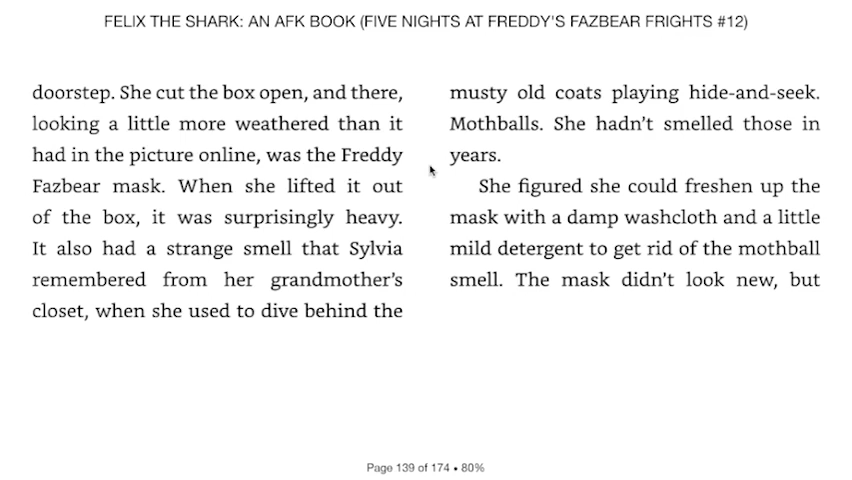 FELIX THE SHARK: AN AFK BOOK (FIVE NIGHTS AT FREDDY'S FAZBEAR FRIGHTS #12)
doorstep. She cut the box open, and there,
looking a little more weathered than it
had in the picture online, was the Freddy
Fazbear mask. When she lifted it out
of the box, it was surprisingly heavy.
It also had a strange smell that Sylvia
remembered from her grandmother's
closet, when she used to dive behind the
musty old coats playing hide-and-seek.
Mothballs. She hadn't smelled those in
years.
She figured she could freshen up the
mask with a damp washcloth and a little
mild detergent to get rid of the mothball
smell. The mask didn't look new, but
Page 139 of 174 • 80%